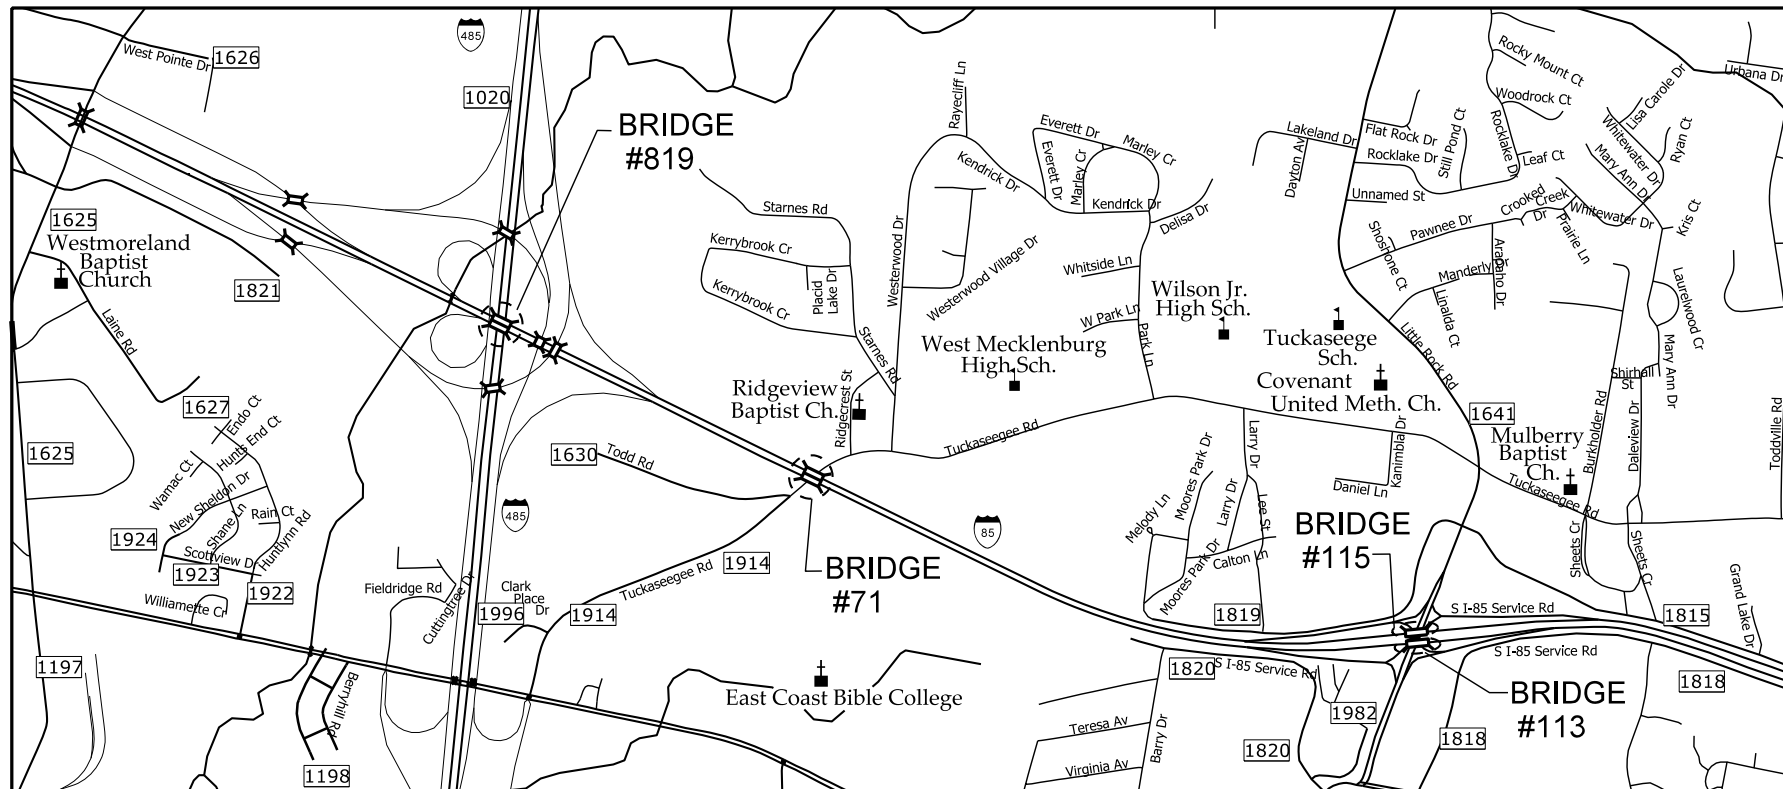 West Pointe Dr
1626
485
1020
BRIDGE
#819
1625
Westmoreland
Baptist
Church
1821
Laine Rd
1627
Endo Ct
Hunts End Ct
Wamac Ct
New Sheldon Dr
Rain Ct
Shane Ln
Huntlynn Rd
Scottview Dr
1625
1924
1923
1922
Williamette Cr
1197
Berryhill Rd
1198
Starnes Rd
Kerrybrook Cr
Placid
Lake Dr
Kerrybrook Cr
Starnes Rd
Ridgeview
Baptist Ch.
Ridgecrest St
1630
Todd Rd
485
Fieldridge Rd
Cuttingtree Dr
1996
Clark
Place
Dr
1914
Tuckaseegee Rd
1914
BRIDGE
#71
East Coast Bible College
Rayecliff Ln
Kendrick Dr
Westerwood Dr
Westerwood Village Dr
Everett Dr
Everett Dr
Marley Cr
Marley Cr
Kendrick Dr
Delisa Dr
Whitside Ln
W Park Ln
Park Ln
West Mecklenburg
High Sch.
Wilson Jr.
High Sch.
Tuckaseege
Sch.
Covenant
United Meth. Ch.
Tuckaseegee Rd
85
Lakeland Dr
Dayton Av
Flat Rock Dr
Rocklake Dr
Still Pond Ct
Unnamed St
Rocky Mount Ct
Woodrock Ct
Rocklake Dr
Leaf Ct
Lisa Carole Dr
Whitewater Dr
Ryan Ct
Mary Ann Dr
Urbana Dr
Crooked
Creek
Dr
Whitewater Dr
Kris Ct
Pawnee Dr
Prairie Ln
Shoshone Ct
Manderly Dr
Arapaho Dr
Linalda Ct
Little Rock Rd
Laurelwood Cr
Mary Ann Dr
Shirhall
St
Burkholder Rd
Daleview Dr
Toddville Rd
1641
Mulberry
Baptist
Ch.
Tuckaseegee Rd
Kanimbla Dr
Daniel Ln
Larry Dr
Larry Dr
Lee St
Moores Park Dr
Melody Ln
Moores Park Dr
Calton Ln
BRIDGE
#115
Sheets Cr
Sheets Cr
Grand Lake Dr
1819
S I-85 Service Rd
1815
S I-85 Service Rd
1820
S I-85 Service Rd
1818
BRIDGE
#113
1982
1818
1820
Teresa Av
Barry Dr
Virginia Av